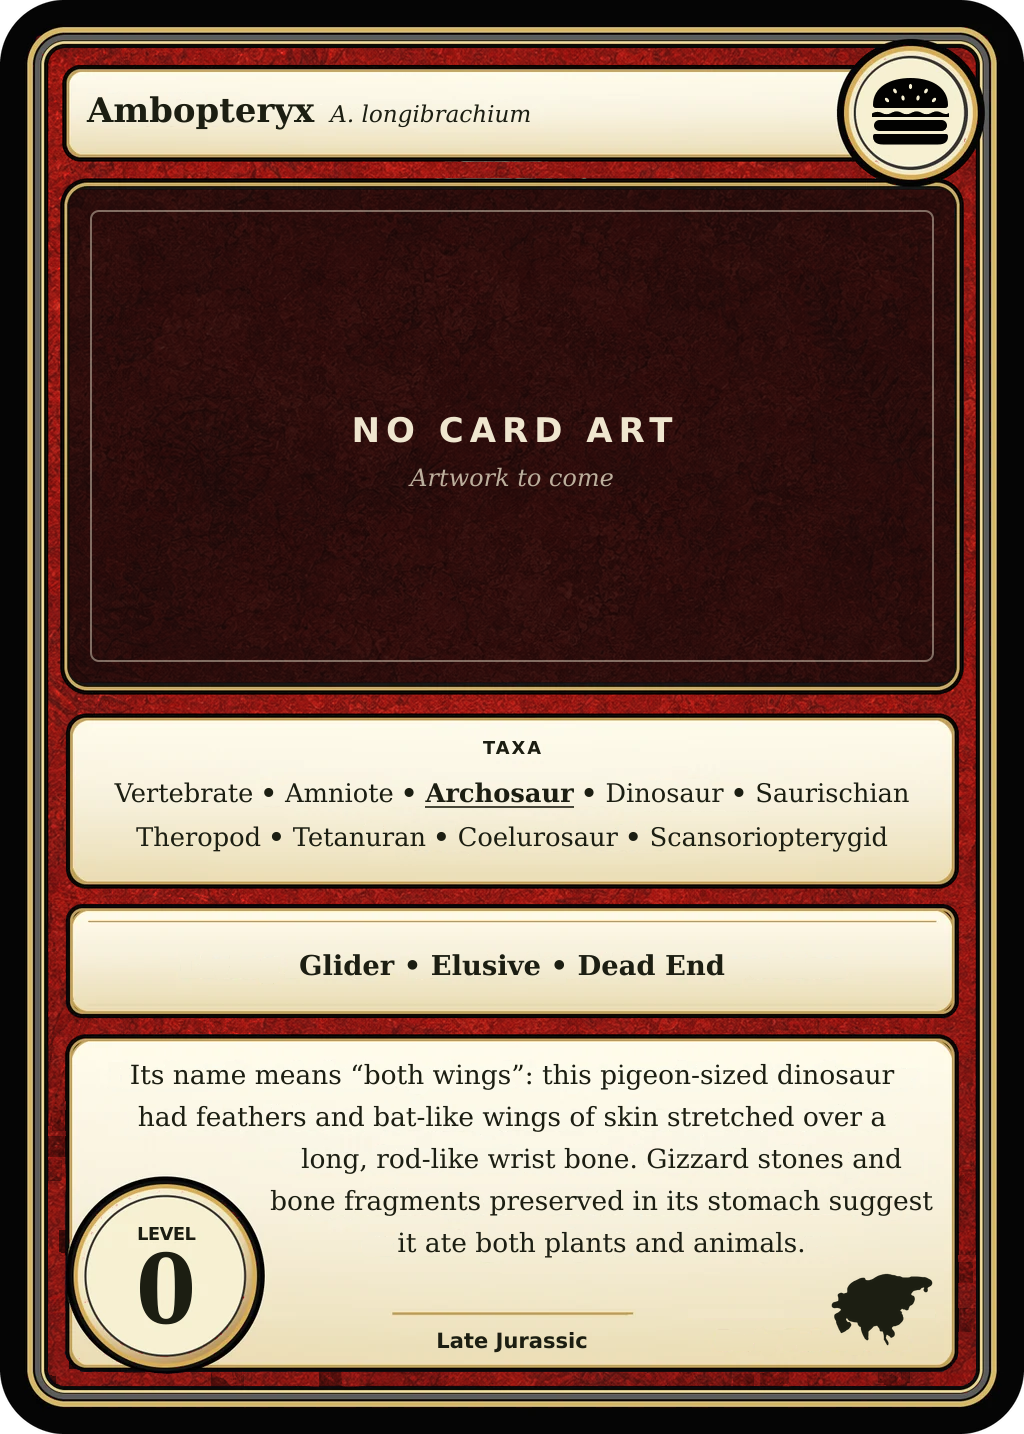 Ambopteryx A. longibrachium
NO CARD ART
Artwork to come
TAXA
Vertebrate • Amniote • Archosaur • Dinosaur • Saurischian
Theropod • Tetanuran • Coelurosaur • Scansoriopterygid
Glider • Elusive • Dead End
Its name means “both wings”: this pigeon-sized dinosaur
had feathers and bat-like wings of skin stretched over a
long, rod-like wrist bone. Gizzard stones and
bone fragments preserved in its stomach suggest
it ate both plants and animals.
LEVEL
0
Late Jurassic